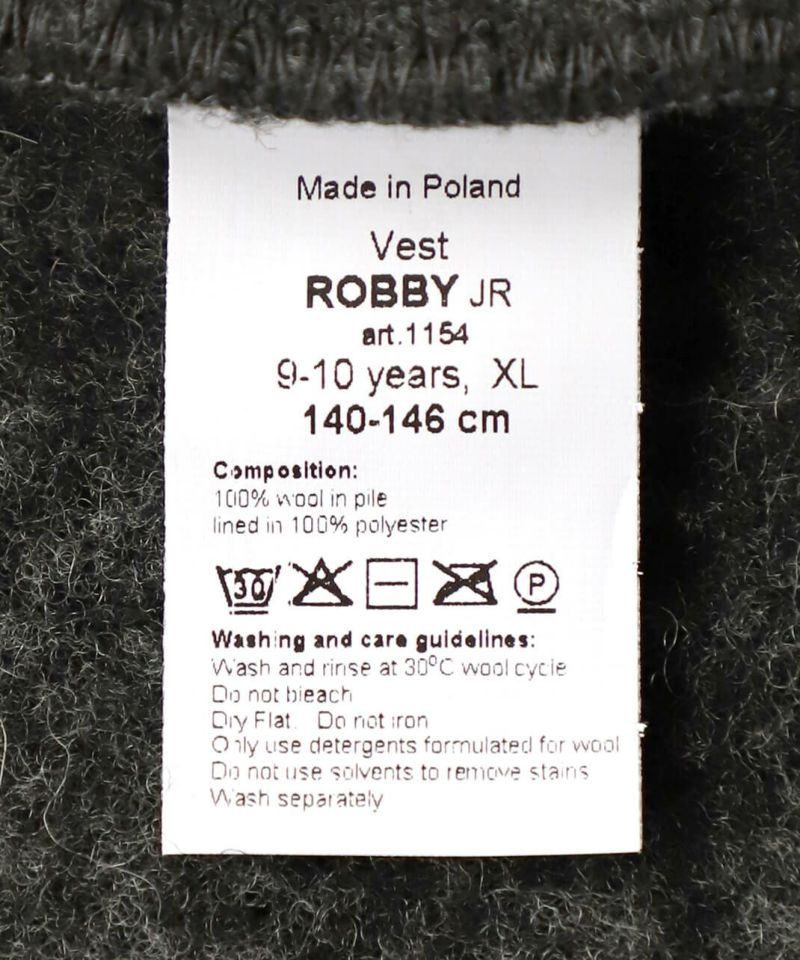 Made in Poland
Vest
ROBBY JR
art.1154
9-10 years, XL
140-146 cm
Composition:
100% wool in pile
lined in 100% polyester
30 P
Washing and care guidelines:
Wash and rinse at 30ºC wool cycle
Do not bleach
Dry Flat. Do not iron
Only use detergents formulated for wool
Do not use solvents to remove stains
Wash separately